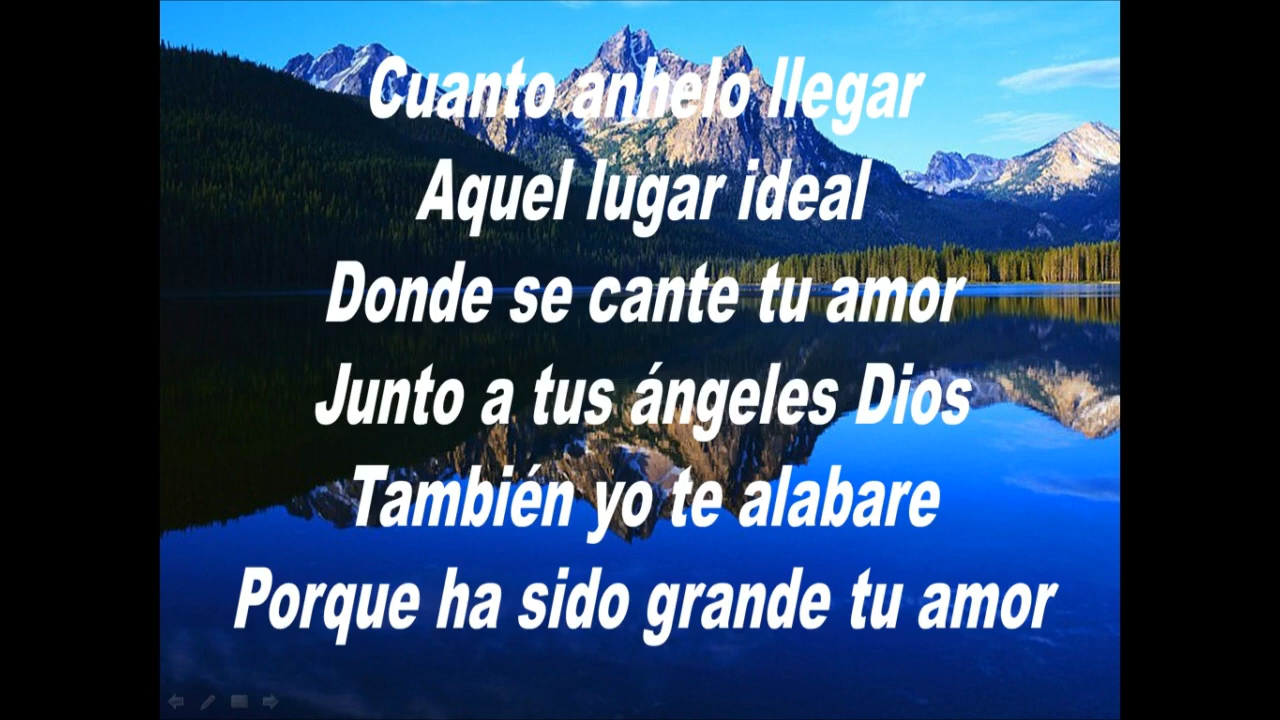 Cuanto anhelo llegar
Aquel lugar ideal
Donde se cante tu amor
Junto a tus ángeles Dios
También yo te alabare
Porque ha sido grande tu amor